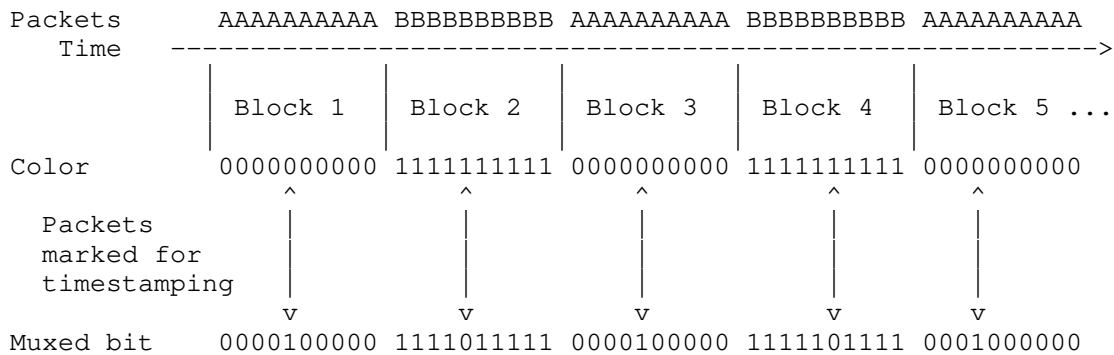 Packets AAAAAAAAAA BBBBBBBBBB AAAAAAAAAA BBBBBBBBBB AAAAAAAAAA
Time ---------------------------------------------------------->
| | | | |
| Block 1 | Block 2 | Block 3 | Block 4 | Block 5 ...
| | | | |
Color 0000000000 1111111111 0000000000 1111111111 0000000000
^ ^ ^ ^ ^
Packets | | | | |
marked for | | | | |
timestamping | | | | |
v v v v v
Muxed bit 0000100000 1111011111 0000100000 1111101111 0001000000